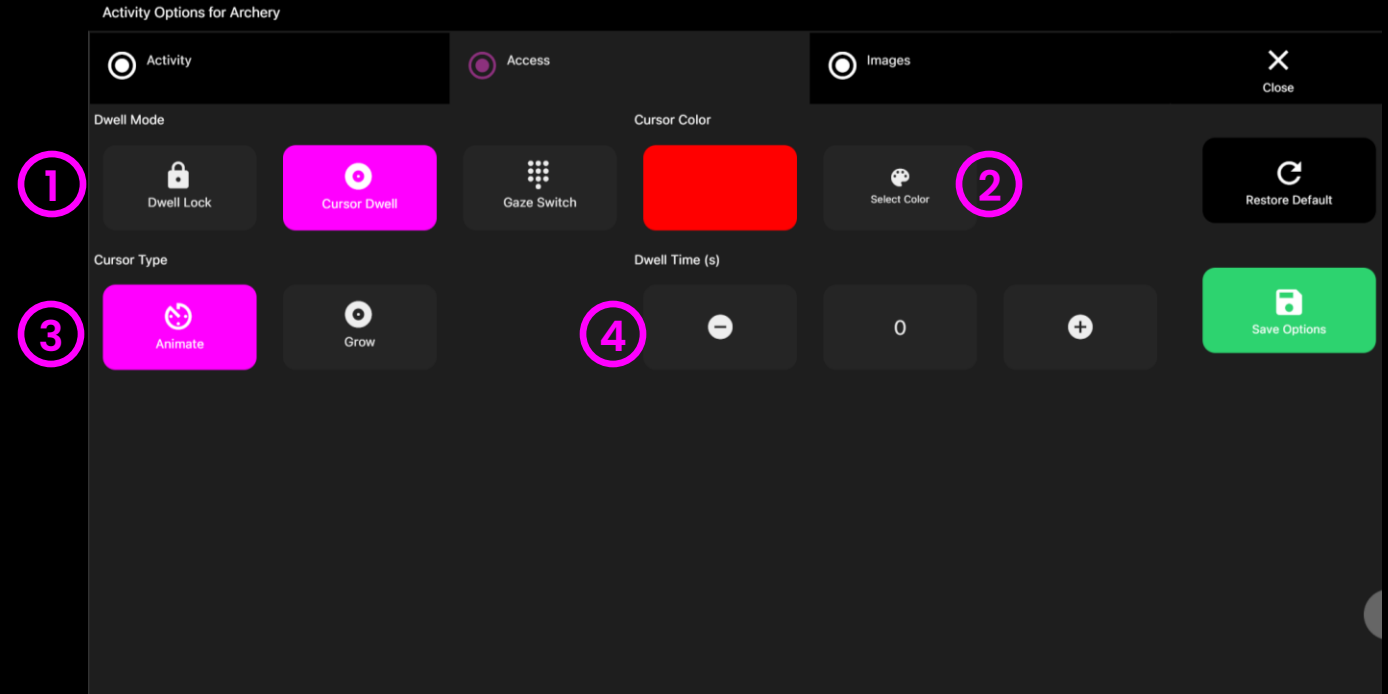 Activity Options for Archery
Activity
Access
Images
Close
Dwell Mode
Cursor Color
1
Dwell Lock
Cursor Dwell
Gaze Switch
Select Color
2
Restore Default
Cursor Type
Dwell Time (s)
3
Animate
Grow
4
0
Save Options